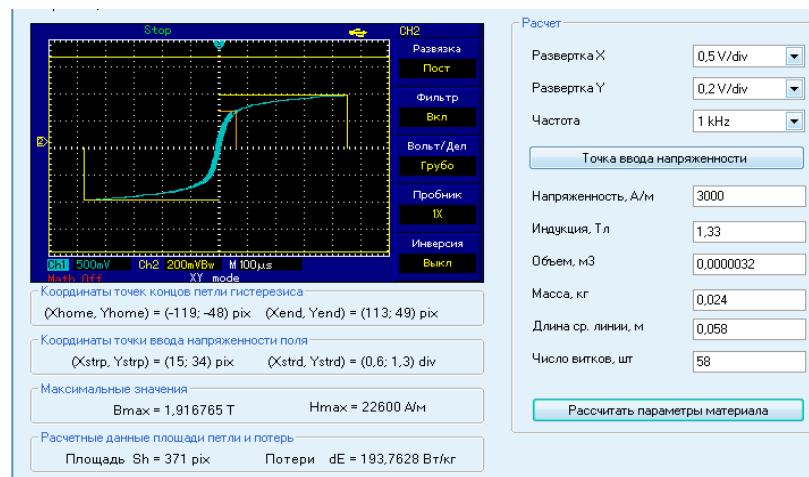 Stop
CH2
Развязка
Пост
Фильтр
Вкл
Вольт/Дел
Грубо
Пробник
1X
Инверсия
Выкл
2
Ch1 500mV Ch2 200mVBw M 100µs
Math Off XY mode
Координаты точек концов петли гистерезиса
(Xhome, Yhome) = (-119; -48) pix (Xend, Yend) = (113; 49) pix
Координаты точки ввода напряженности поля
(Xstrp, Ystrp) = (15; 34) pix (Xstrd, Ystrd) = (0,6; 1,3) div
Максимальные значения
Bmax = 1,916765 T Hmax = 22600 А/м
Расчетные данные площади петли и потерь
Площадь Sh = 371 pix Потери dE = 193,7628 Вт/кг
Расчет
Развертка X 0,5 V/div
Развертка Y 0,2 V/div
Частота 1 kHz
Точка ввода напряженности
Напряженность, А/м 3000
Индукция, Тл 1,33
Объем, м3 0,0000032
Масса, кг 0,024
Длина ср. линии, м 0,058
Число витков, шт 58
Рассчитать параметры материала